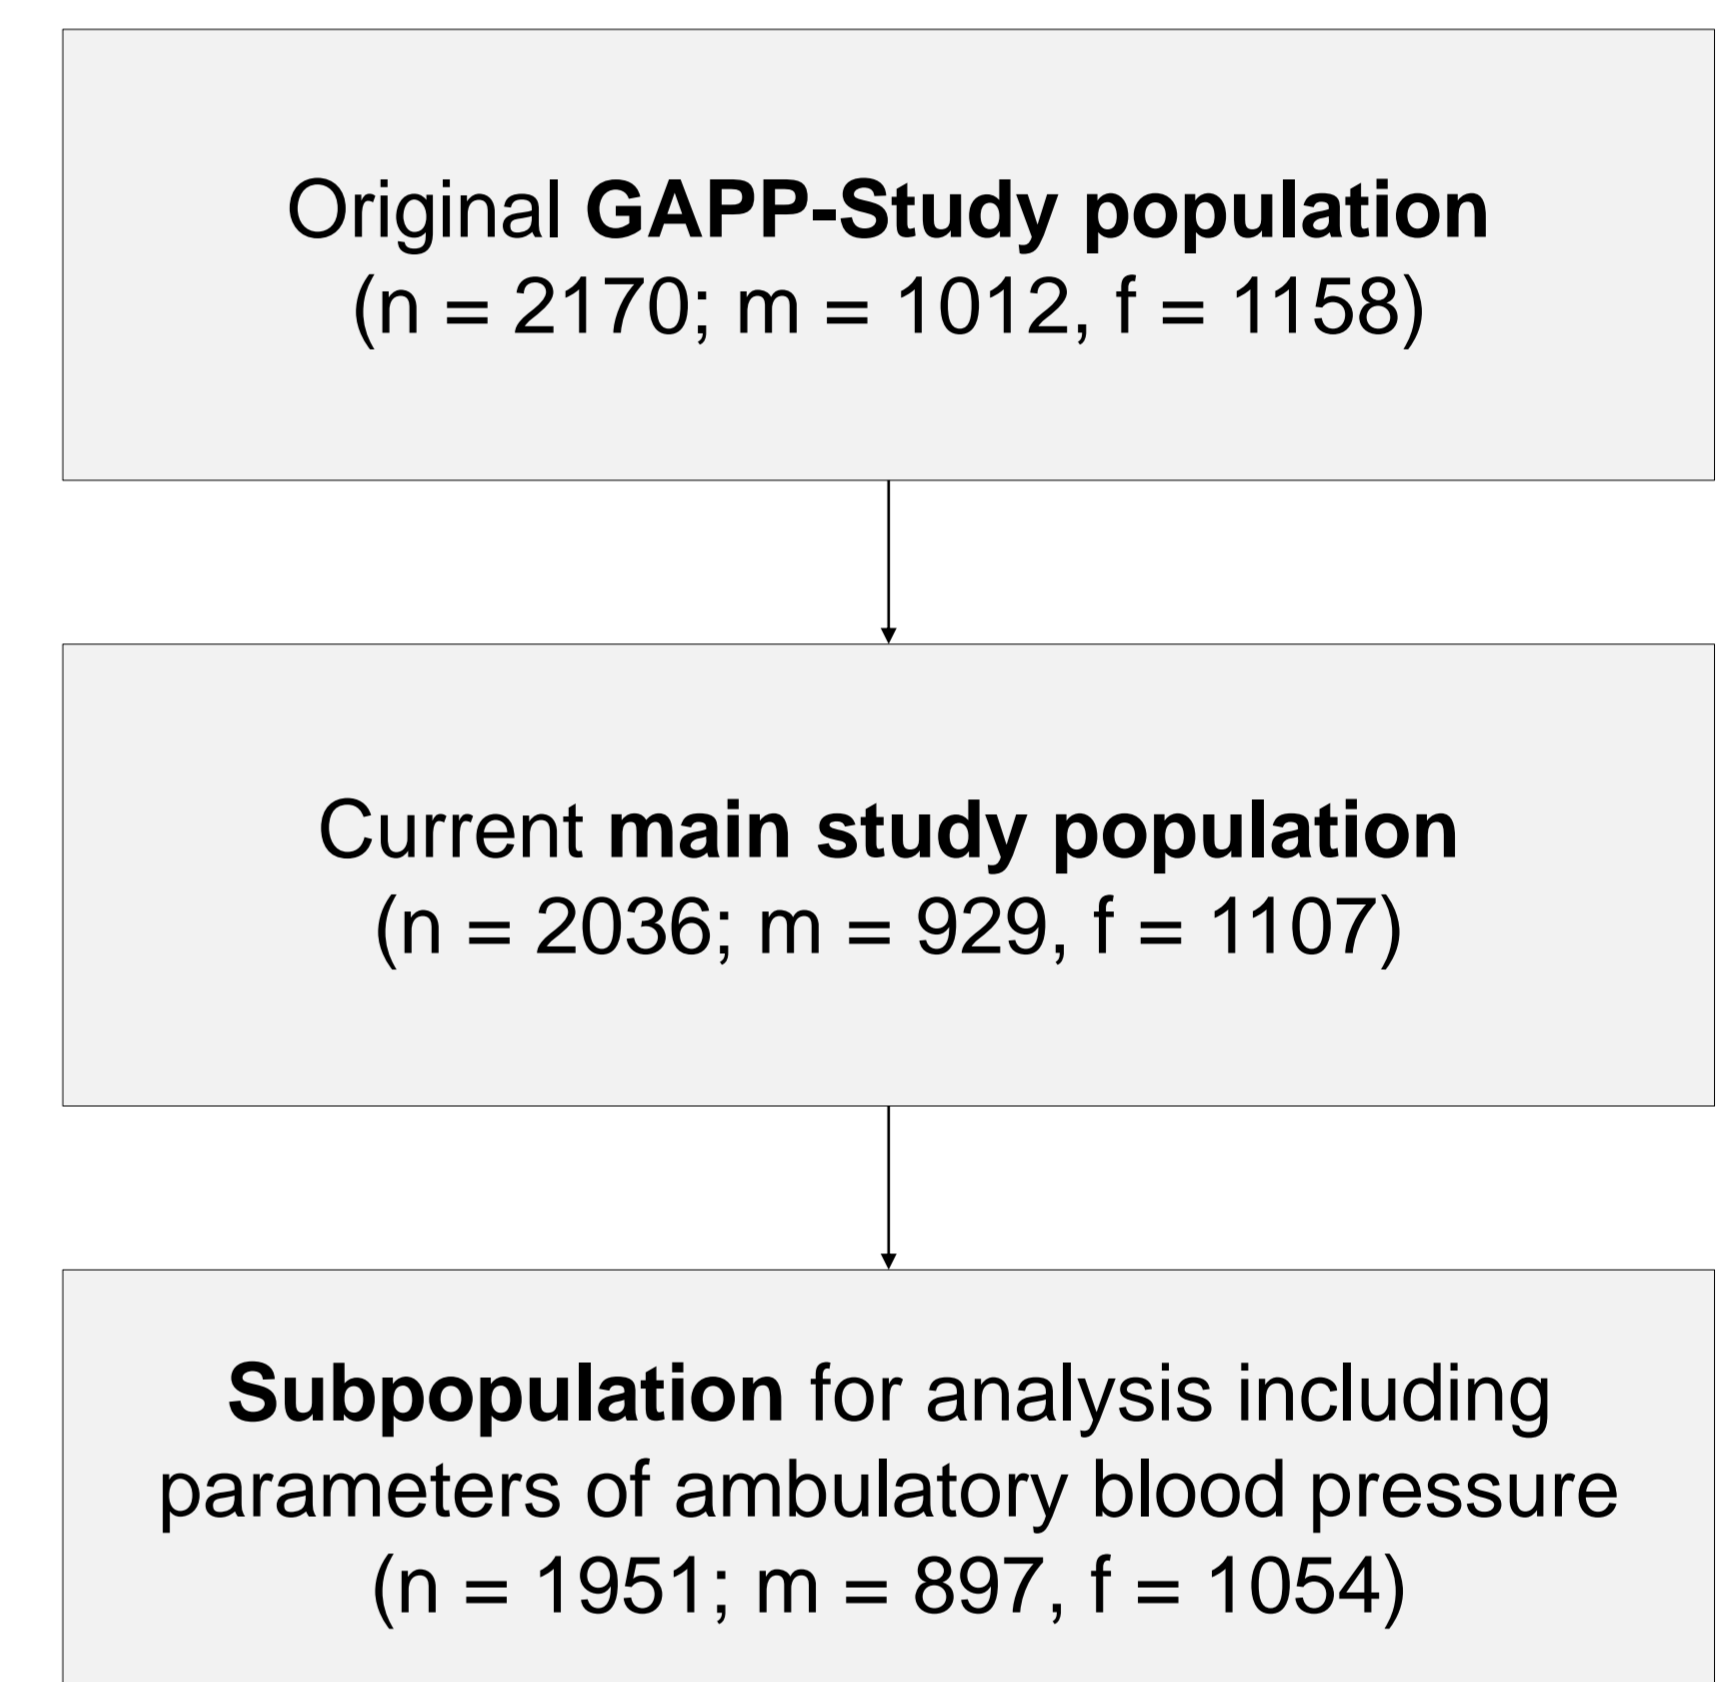 Original GAPP-Study population
(n = 2170; m = 1012, f = 1158)
Current main study population
(n = 2036; m = 929, f = 1107)
Subpopulation for analysis including
parameters of ambulatory blood pressure
(n = 1951; m = 897, f = 1054)